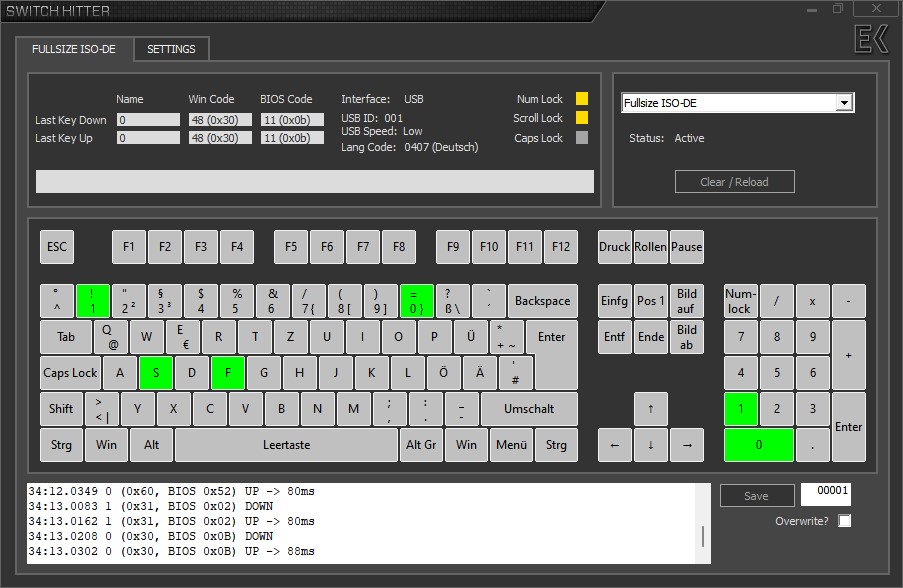 SWITCH HITTER
EK
FULLSIZE ISO-DE SETTINGS
Name Win Code BIOS Code Interface: USB Num Lock
Last Key Down 0 48 (0x30) 11 (0x0b) USB ID: 001 Scroll Lock
Last Key Up 0 48 (0x30) 11 (0x0b) USB Speed: Low Caps Lock
Lang Code: 0407 (Deutsch)
Fullsize ISO-DE
Status: Active
Clear / Reload
ESC F1 F2 F3 F4 F5 F6 F7 F8 F9 F10 F11 F12 Druck Rollen Pause
° ! " § $ % & / ( ) = ? ` Backspace Einfg Pos 1 Bild auf Num-lock / x -
^ 1 2 ² 3 ³ 4 5 6 7 { 8 [ 9 ] 0 } ß \ ´
Tab Q @ W E € R T Z U I O P Ü * + ~ Enter Entf Ende Bild ab 7 8 9 +
Caps Lock A S D F G H J K L Ö Ä ' # 4 5 6
Shift > < | Y X C V B N M ; , : . _ - Umschalt ↑ 1 2 3 Enter
Strg Win Alt Leertaste Alt Gr Win Menü Strg ← ↓ → 0 .
34:12.0349 0 (0x60, BIOS 0x52) UP -> 80ms
34:13.0083 1 (0x31, BIOS 0x02) DOWN
34:13.0162 1 (0x31, BIOS 0x02) UP -> 80ms
34:13.0208 0 (0x30, BIOS 0x0B) DOWN
34:13.0302 0 (0x30, BIOS 0x0B) UP -> 88ms
Save 00001
Overwrite?